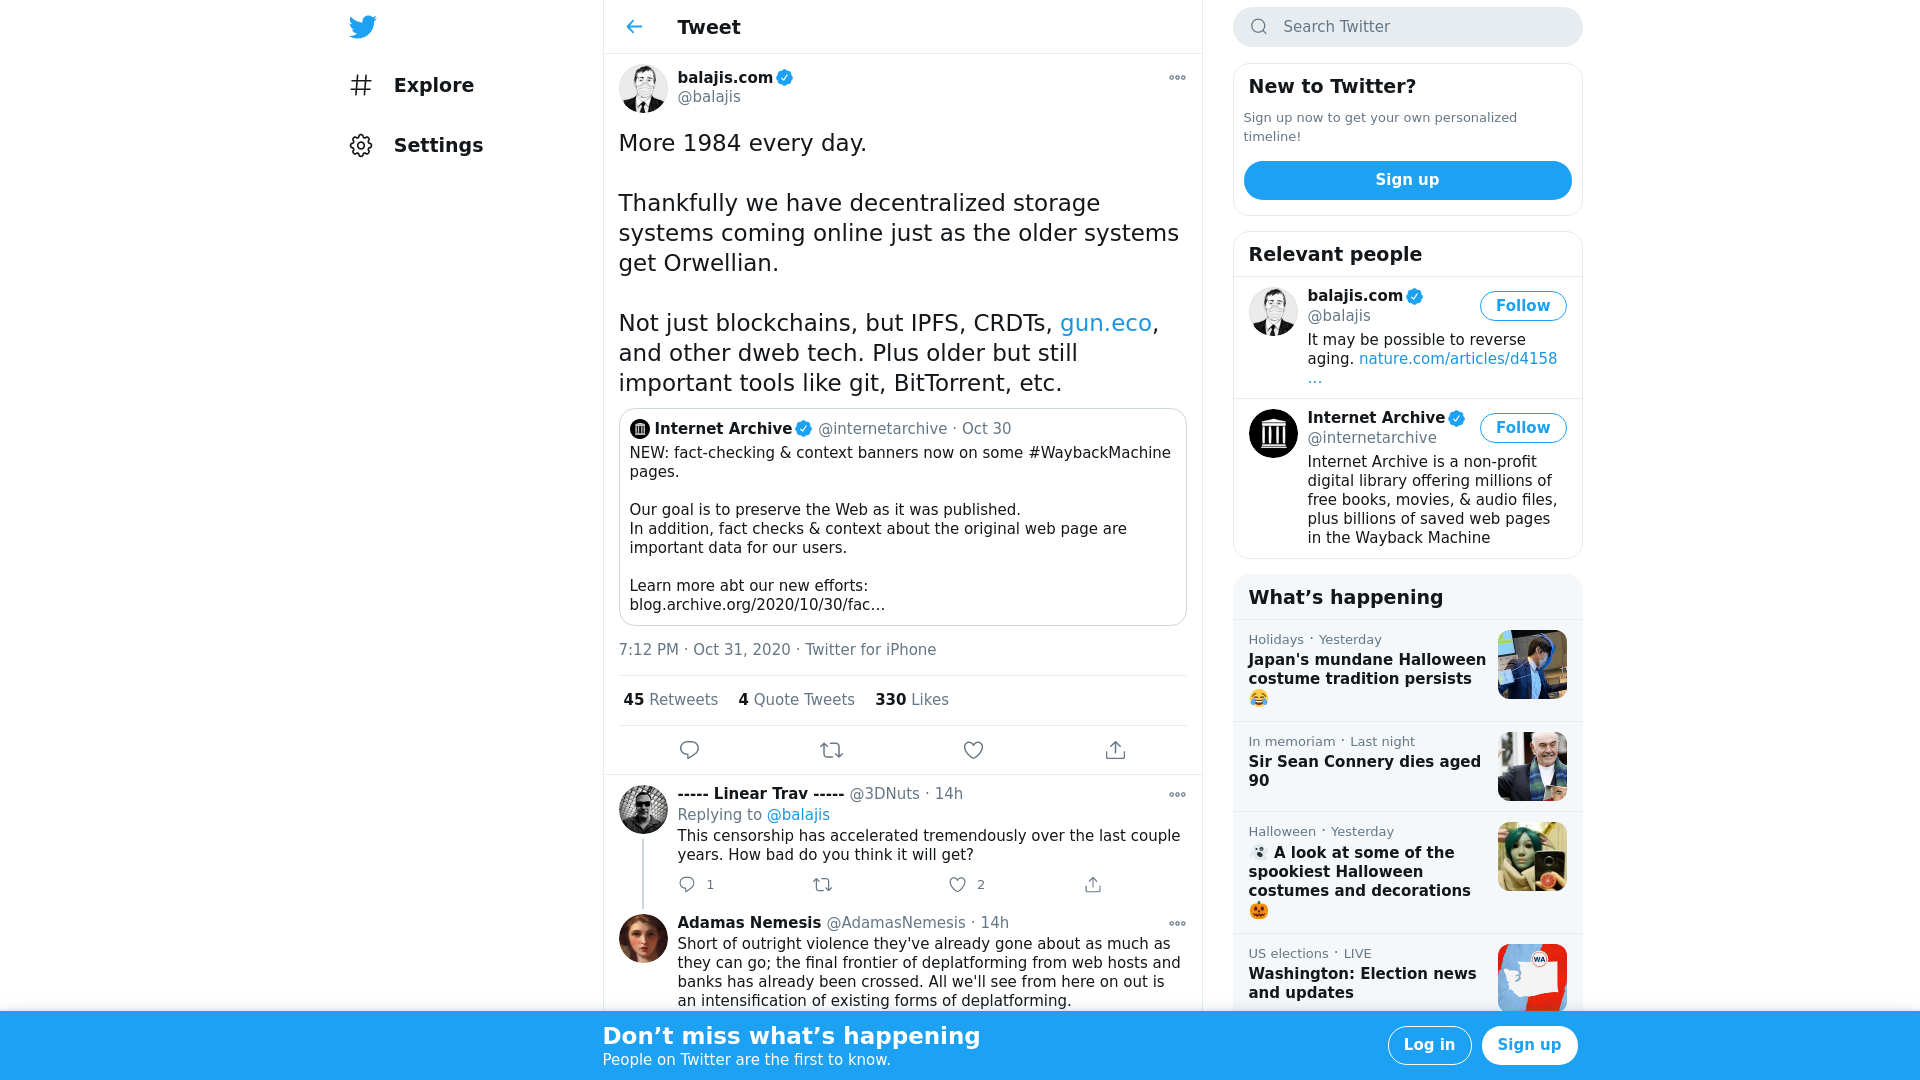 Explore
Settings
Tweet
balajis.com
@balajis
More 1984 every day.
Thankfully we have decentralized storage
systems coming online just as the older systems
get Orwellian.
Not just blockchains, but IPFS, CRDTs, gun.eco,
and other dweb tech. Plus older but still
important tools like git, BitTorrent, etc.
Internet Archive @internetarchive · Oct 30
NEW: fact-checking & context banners now on some #WaybackMachine
pages.
Our goal is to preserve the Web as it was published.
In addition, fact checks & context about the original web page are
important data for our users.
Learn more abt our new efforts:
blog.archive.org/2020/10/30/fac…
7:12 PM · Oct 31, 2020 · Twitter for iPhone
45 Retweets 4 Quote Tweets 330 Likes
----- Linear Trav ----- @3DNuts · 14h
Replying to @balajis
This censorship has accelerated tremendously over the last couple
years. How bad do you think it will get?
1 2
Adamas Nemesis @AdamasNemesis · 14h
Short of outright violence they've already gone about as much as
they can go; the final frontier of deplatforming from web hosts and
banks has already been crossed. All we'll see from here on out is
an intensification of existing forms of deplatforming.
Search Twitter
New to Twitter?
Sign up now to get your own personalized
timeline!
Sign up
Relevant people
balajis.com
@balajis
Follow
It may be possible to reverse
aging. nature.com/articles/d4158
…
Internet Archive
@internetarchive
Follow
Internet Archive is a non-profit
digital library offering millions of
free books, movies, & audio files,
plus billions of saved web pages
in the Wayback Machine
What's happening
Holidays · Yesterday
Japan's mundane Halloween
costume tradition persists
😂
In memoriam · Last night
Sir Sean Connery dies aged
90
Halloween · Yesterday
👻 A look at some of the
spookiest Halloween
costumes and decorations
🎃
US elections · LIVE
Washington: Election news
and updates
WA
Don't miss what's happening
People on Twitter are the first to know.
Log in
Sign up